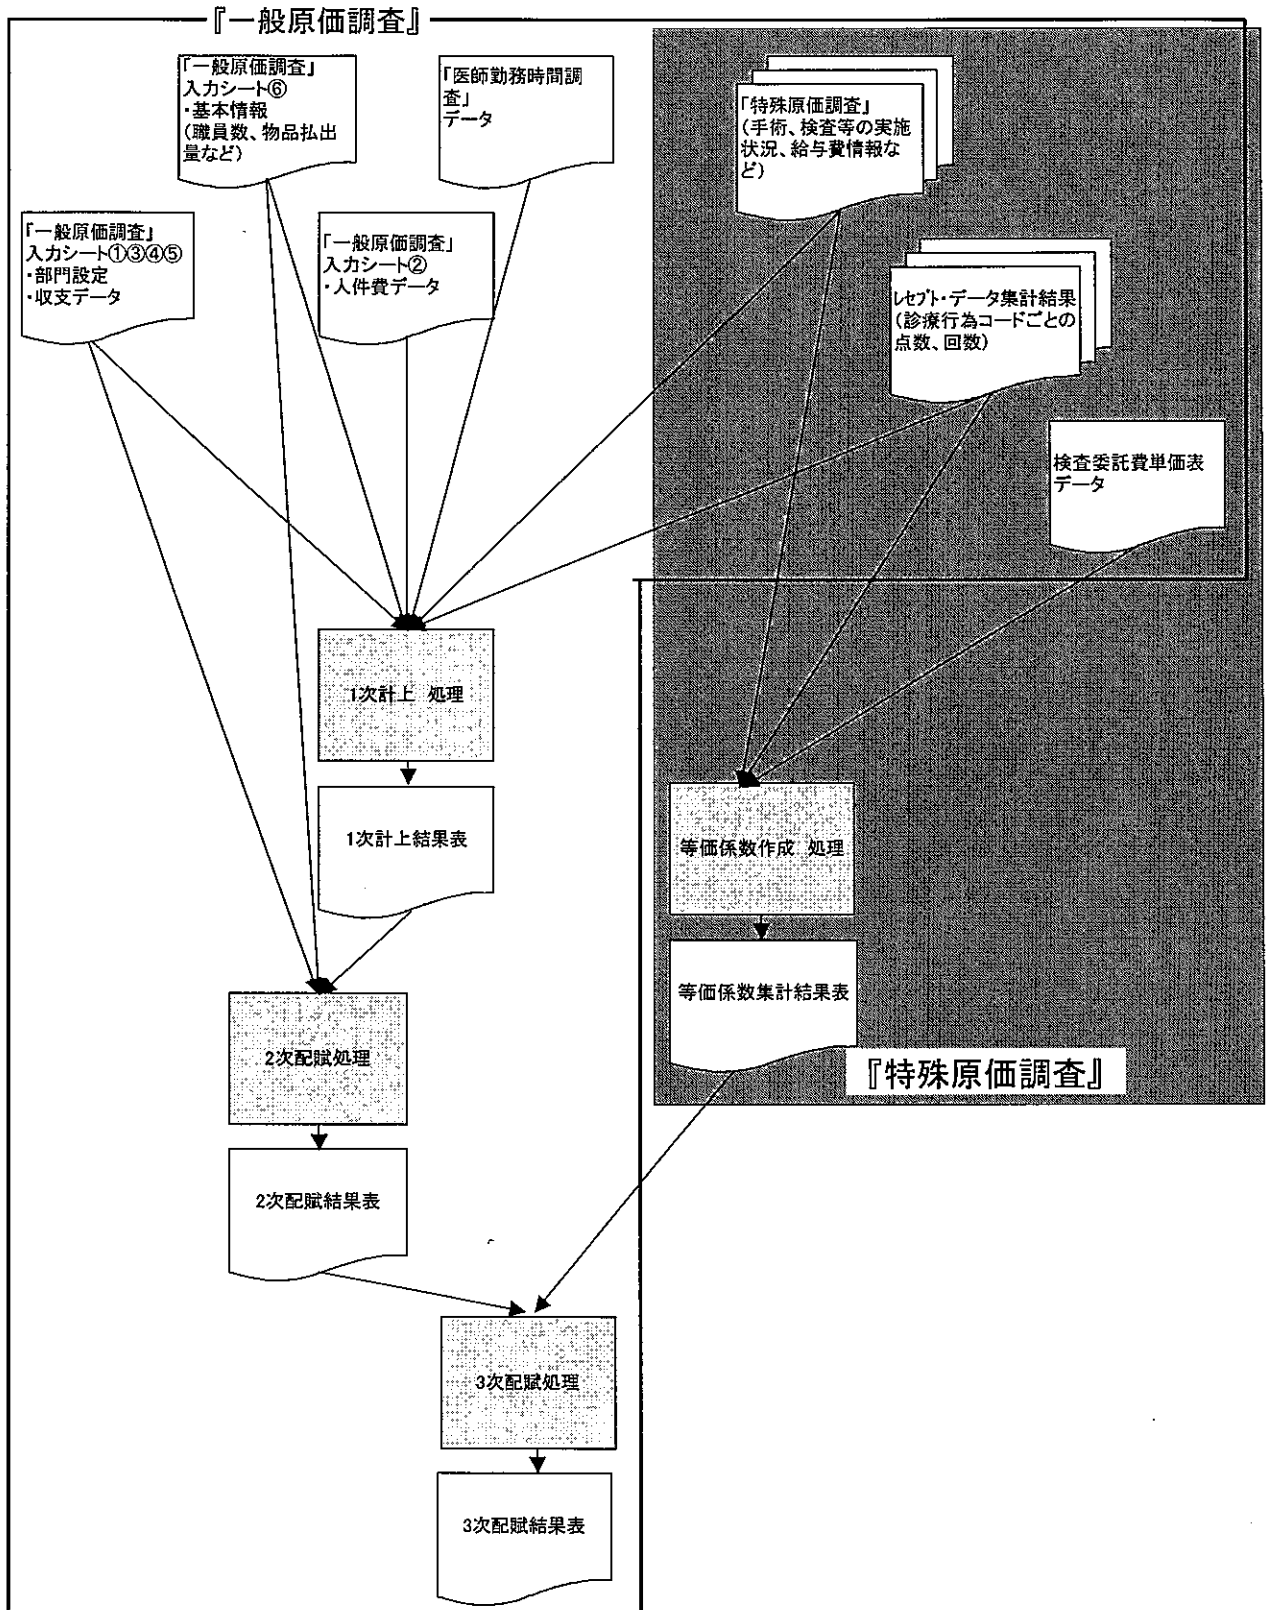 『一般原価調査』
「一般原価調査」
入力シート⑥
・基本情報
(職員数、物品払出
量など)
「医師勤務時間調
査」
データ
「特殊原価調査」
(手術、検査等の実施
状況、給与費情報な
ど)
「一般原価調査」
入力シート①③④⑤
・部門設定
・収支データ
「一般原価調査」
入力シート②
・人件費データ
レセプト・データ集計結果
(診療行為コードごとの
点数、回数)
検査委託費単価表
データ
1次計上 処理
1次計上結果表
等価係数作成 処理
等価係数集計結果表
『特殊原価調査』
2次配賦処理
2次配賦結果表
3次配賦処理
3次配賦結果表